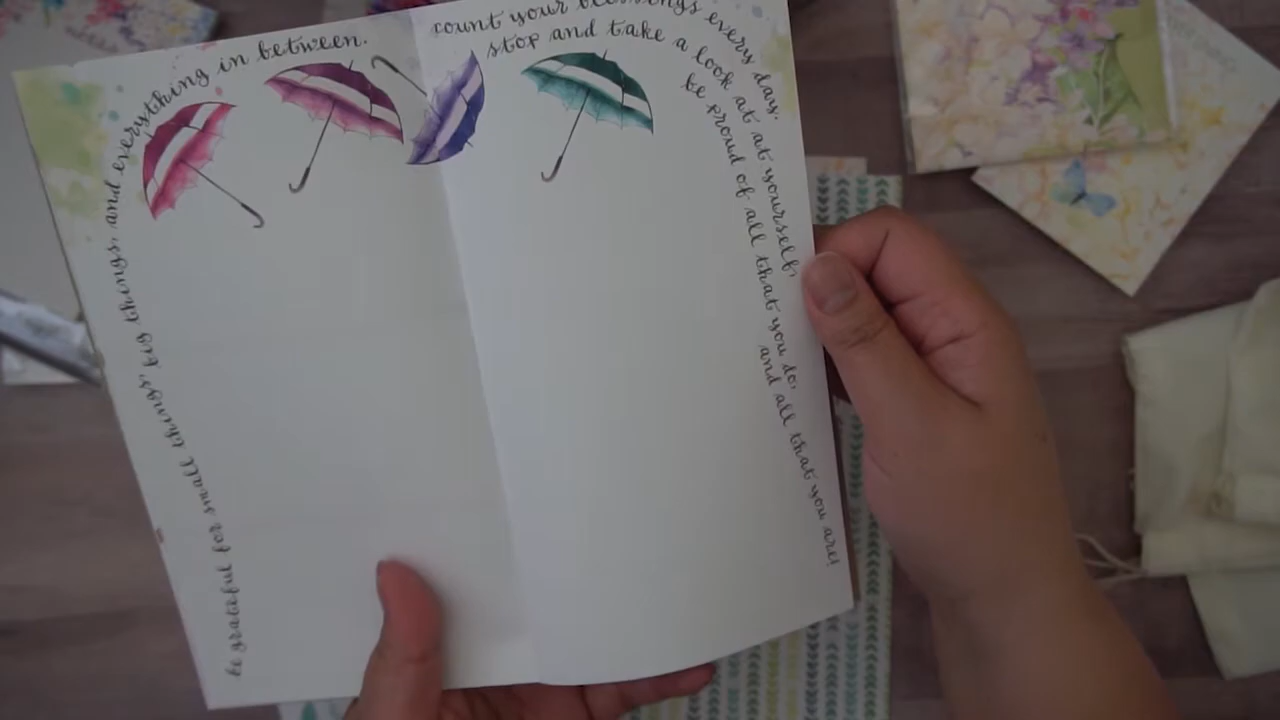 be grateful for small things, big things, and everything in between.
count your blessings every day.
stop and take a look at at yourself,
be proud of all that you do,
and all that you are!